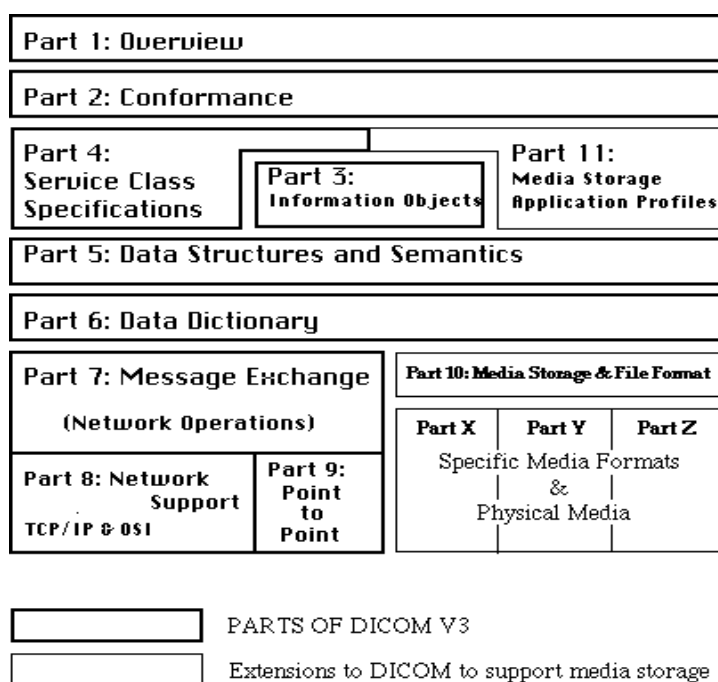 Part 1: Overview
Part 2: Conformance
Part 4:
Service Class
Specifications
Part 3:
Information Objects
Part 11:
Media Storage
Application Profiles
Part 5: Data Structures and Semantics
Part 6: Data Dictionary
Part 7: Message Exchange
(Network Operations)
Part 8: Network
Support
TCP/IP & OSI
Part 9:
Point
to
Point
Part 10: Media Storage & File Format
Part X
Part Y
Part Z
Specific Media Formats
&
Physical Media
PARTS OF DICOM V3
Extensions to DICOM to support media storage